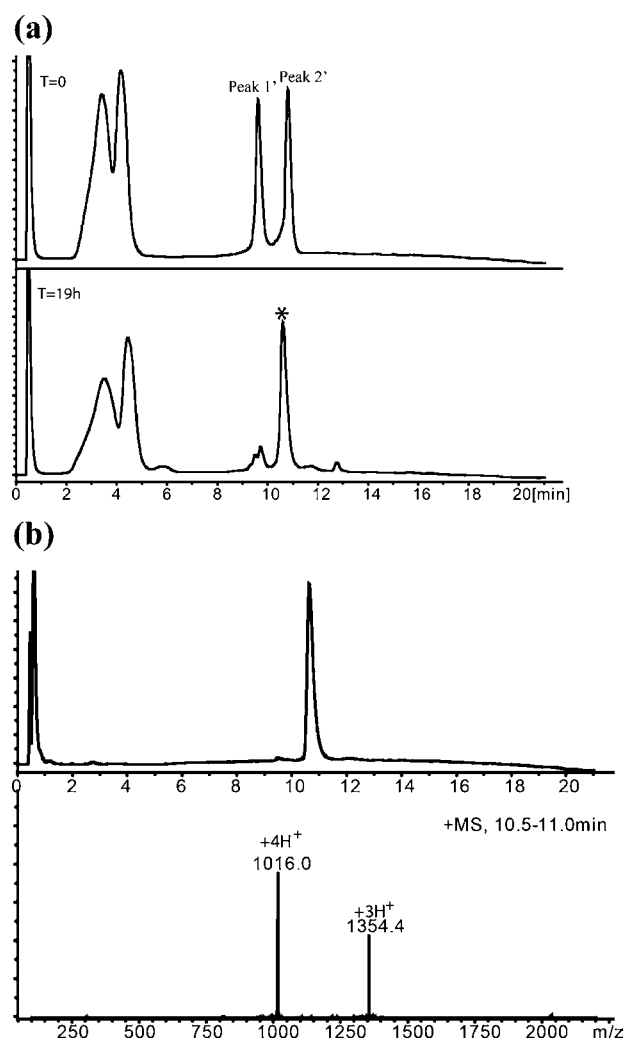 (a)
T=0
Peak 1’
Peak 2’
T=19h
*
0 2 4 6 8 10 12 14 16 18 20[min]
(b)
0 2 4 6 8 10 12 14 16 18 20
+MS, 10.5-11.0min
+4H+
1016.0
+3H+
1354.4
250 500 750 1000 1250 1500 1750 2000 m/z